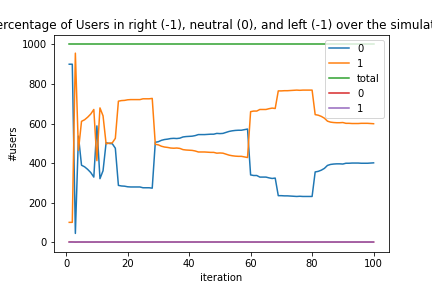 ercentage of Users in right (-1), neutral (0), and left (-1) over the simulat
1000
800
600
400
200
0
#users
0 20 40 60 80 100
iteration
0
1
total
0
1